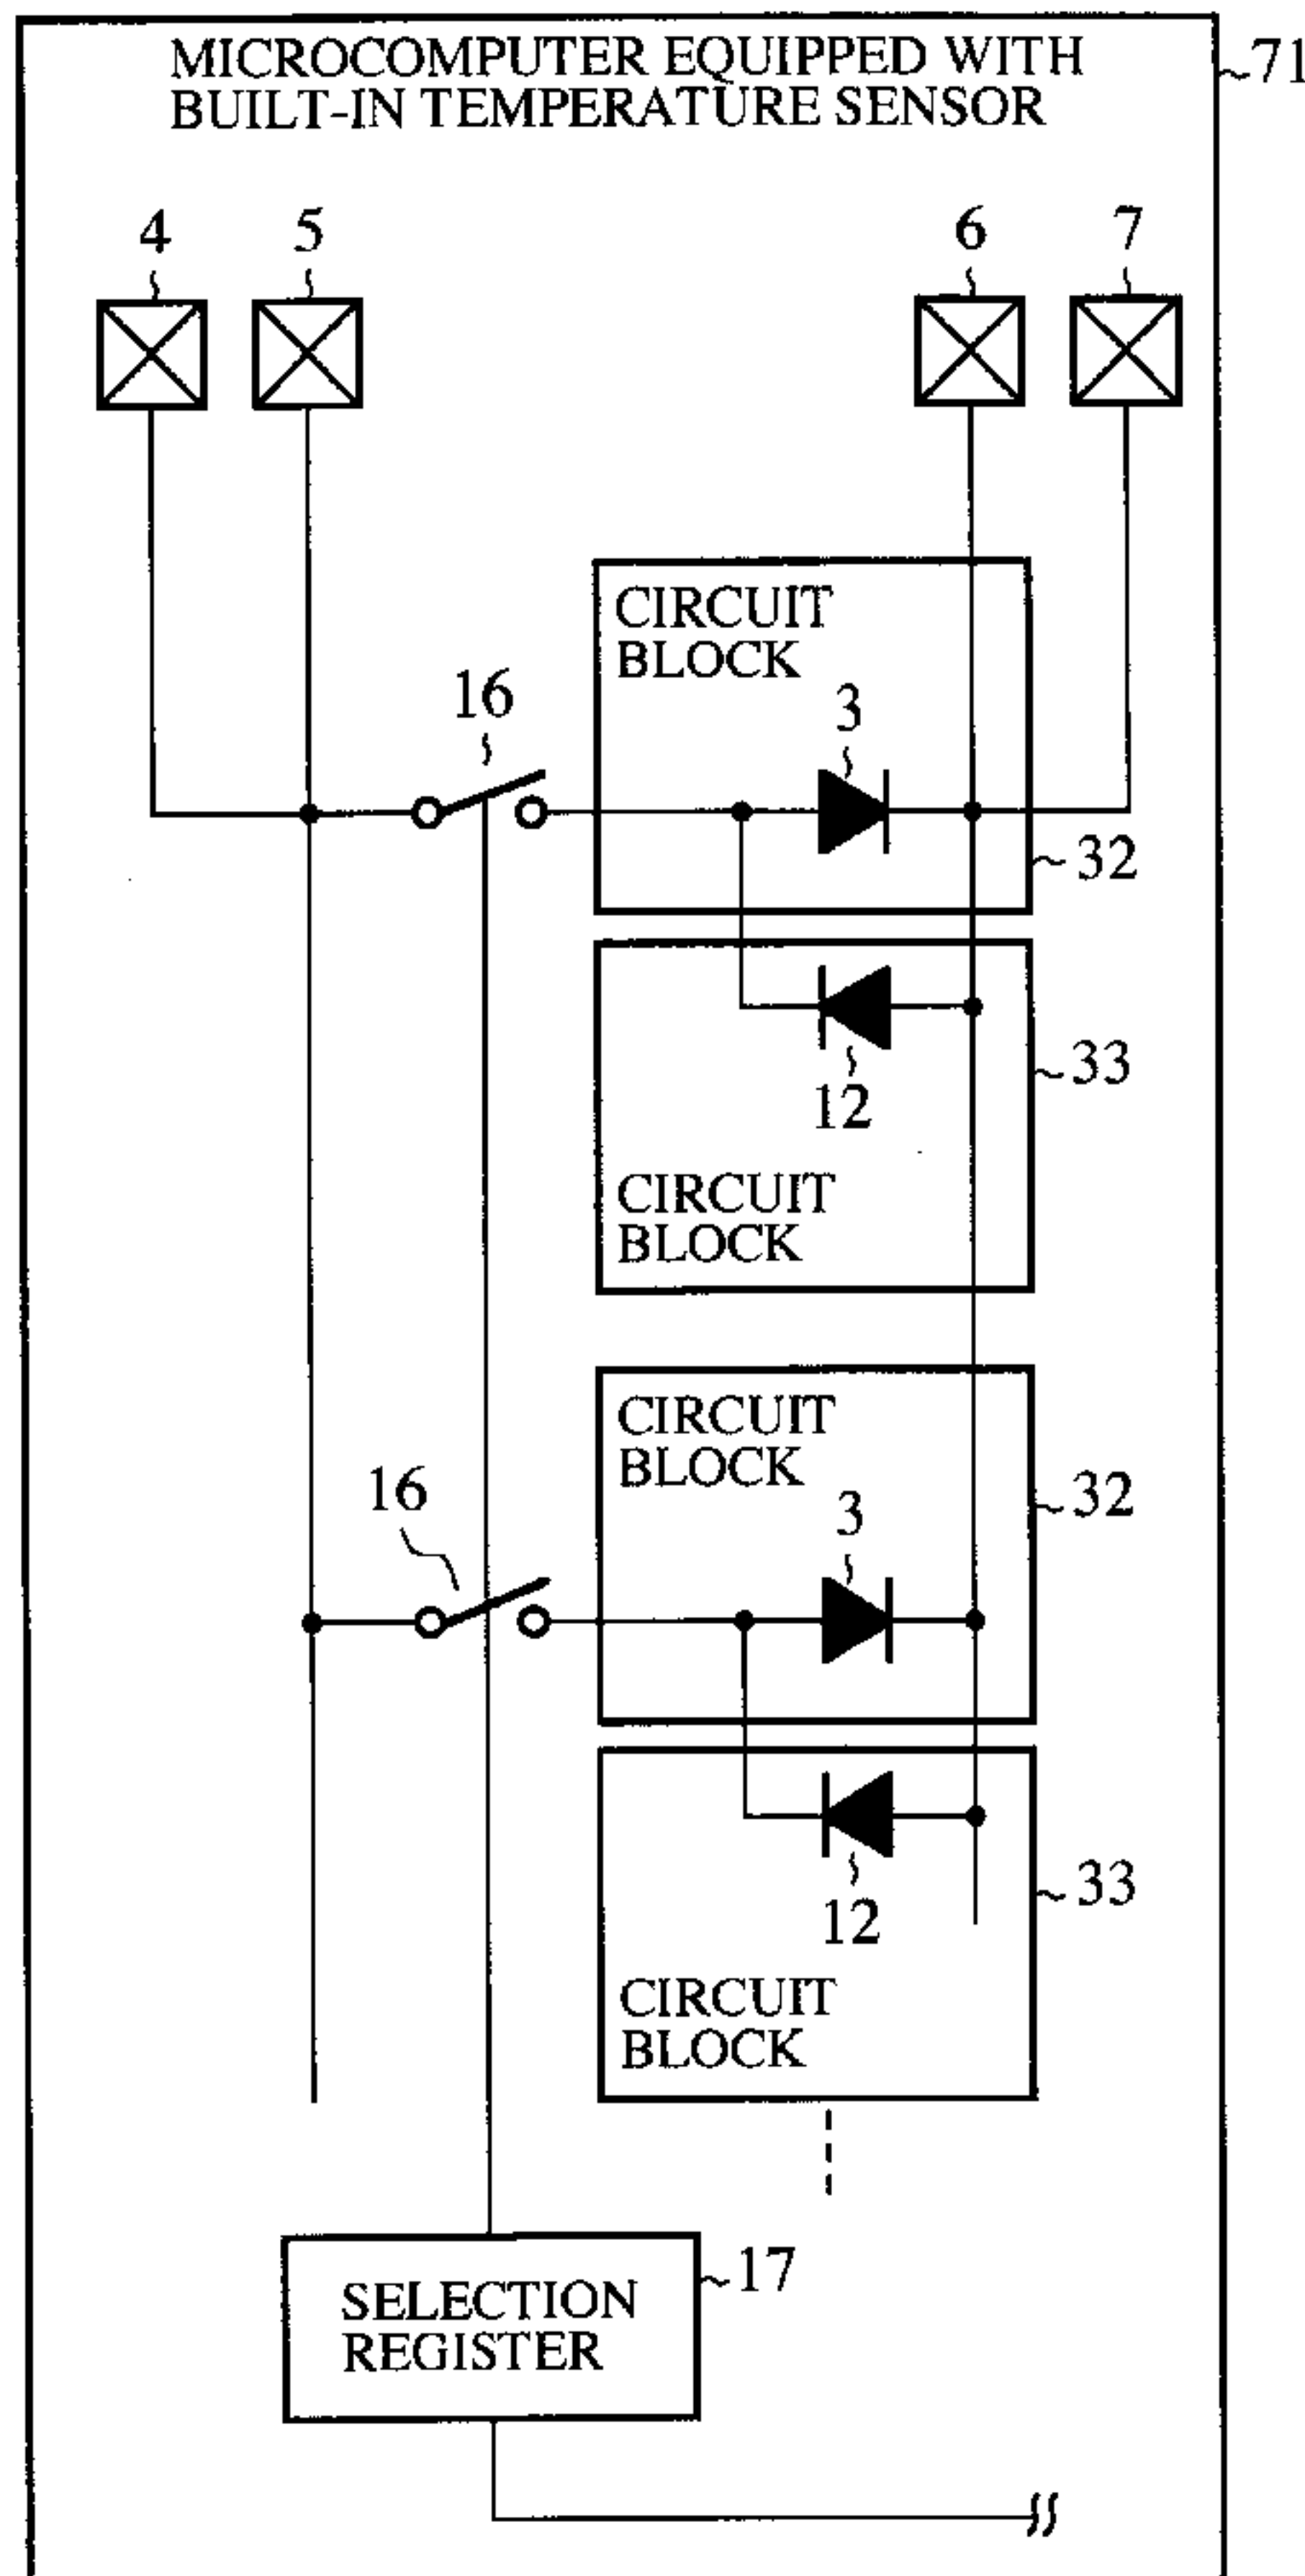 MICROCOMPUTER EQUIPPED WITH
BUILT-IN TEMPERATURE SENSOR
71
4
5
6
7
CIRCUIT
BLOCK
16
3
32
12
33
CIRCUIT
BLOCK
CIRCUIT
BLOCK
16
3
32
12
33
CIRCUIT
BLOCK
17
SELECTION
REGISTER